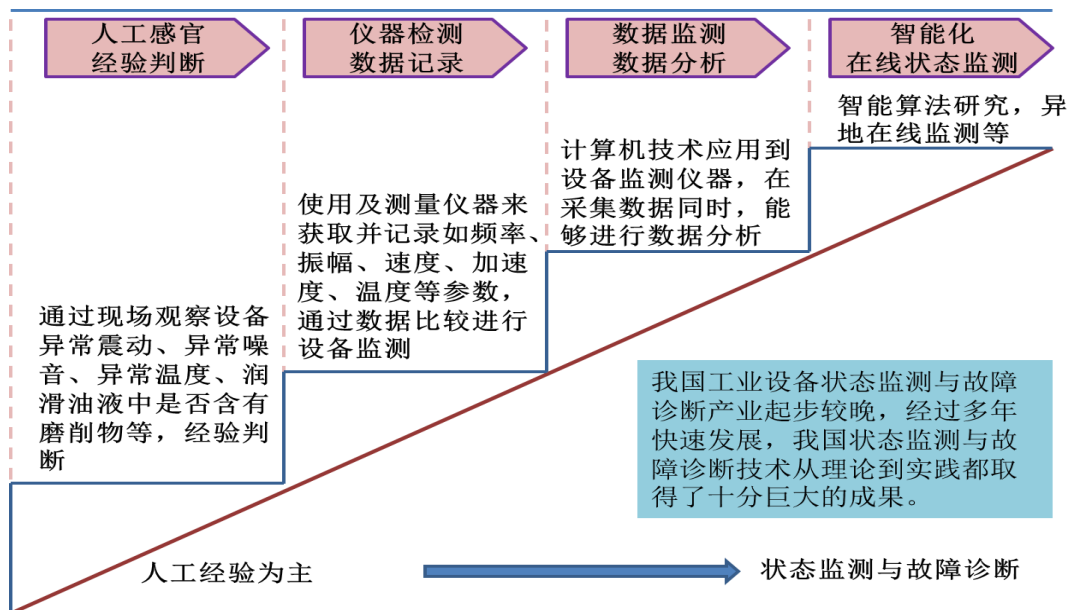 人工感官
经验判断
仪器检测
数据记录
数据监测
数据分析
智能化
在线状态监测
通过现场观察设备
异常震动、异常噪
音、异常温度、润
滑油液中是否含有
磨削物等，经验判
断
使用及测量仪器来
获取并记录如频率、
振幅、速度、加速
度、温度等参数，
通过数据比较进行
设备监测
计算机技术应用到
设备监测仪器，在
采集数据同时，能
够进行数据分析
智能算法研究，异
地在线监测等
我国工业设备状态监测与故障
诊断产业起步较晚，经过多年
快速发展，我国状态监测与故
障诊断技术从理论到实践都取
得了十分巨大的成果。
人工经验为主
状态监测与故障诊断